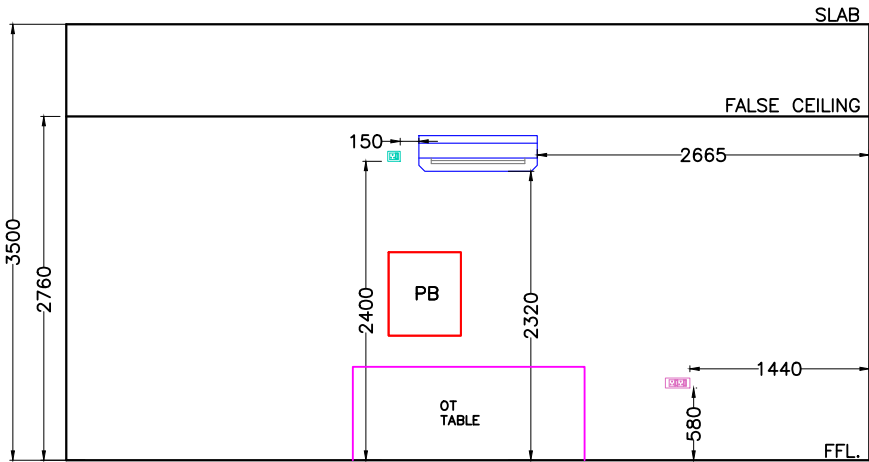 SLAB
FALSE CEILING
150
2665
3500
2760
2400
PB
2320
1440
OT
TABLE
580
FFL.